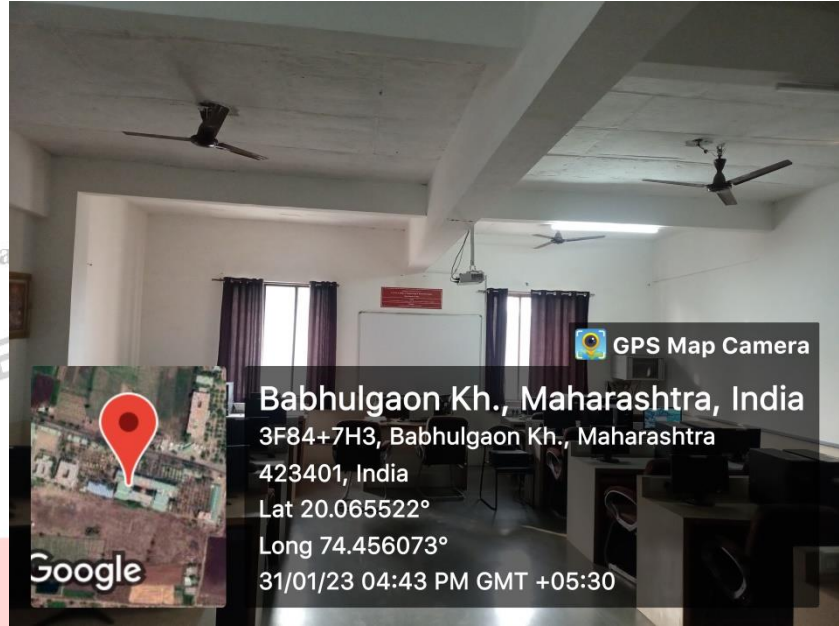 GPS Map Camera
Babhulgaon Kh., Maharashtra, India
3F84+7H3, Babhulgaon Kh., Maharashtra
423401, India
Lat 20.065522°
Long 74.456073°
31/01/23 04:43 PM GMT +05:30
Google